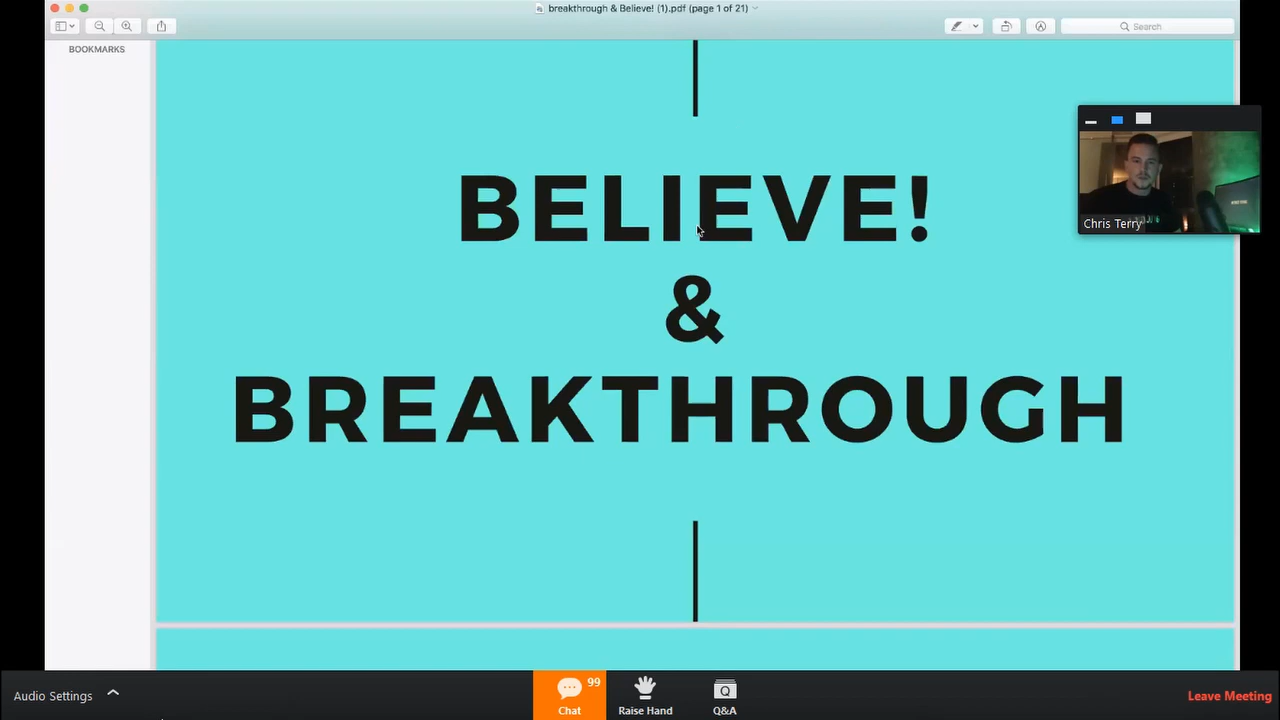 breakthrough & Believe! (1).pdf (page 1 of 21)
Search
BOOKMARKS
BELIEVE!
&
BREAKTHROUGH
Chris Terry
Audio Settings
99
Chat
Raise Hand
Q
Q&A
Leave Meeting